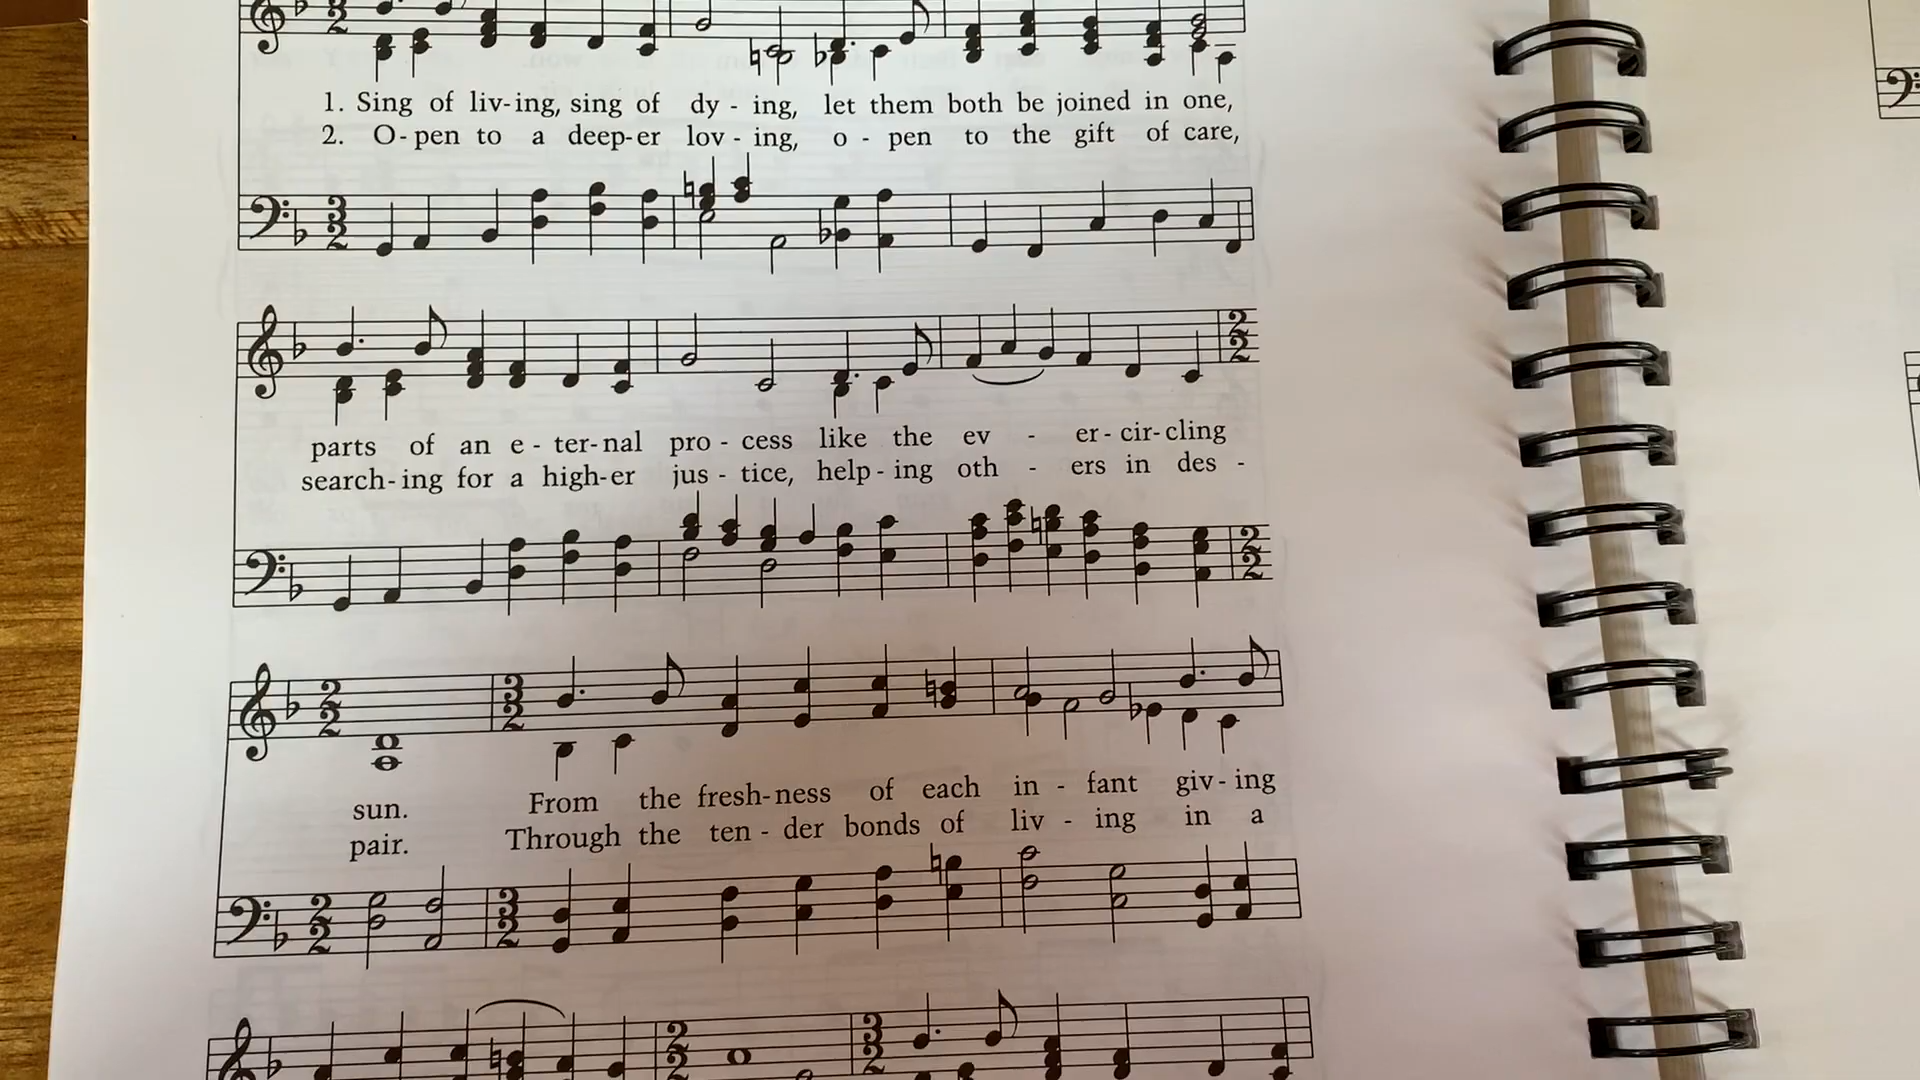 1. Sing of liv-ing, sing of dy - ing, let them both be joined in one,
2. O-pen to a deep-er lov - ing, o - pen to the gift of care,
parts of an e - ter-nal pro - cess like the ev - er-cir-cling
search-ing for a high-er jus - tice, help-ing oth - ers in des -
sun. From the fresh-ness of each in - fant giv-ing
pair. Through the ten - der bonds of liv - ing in a